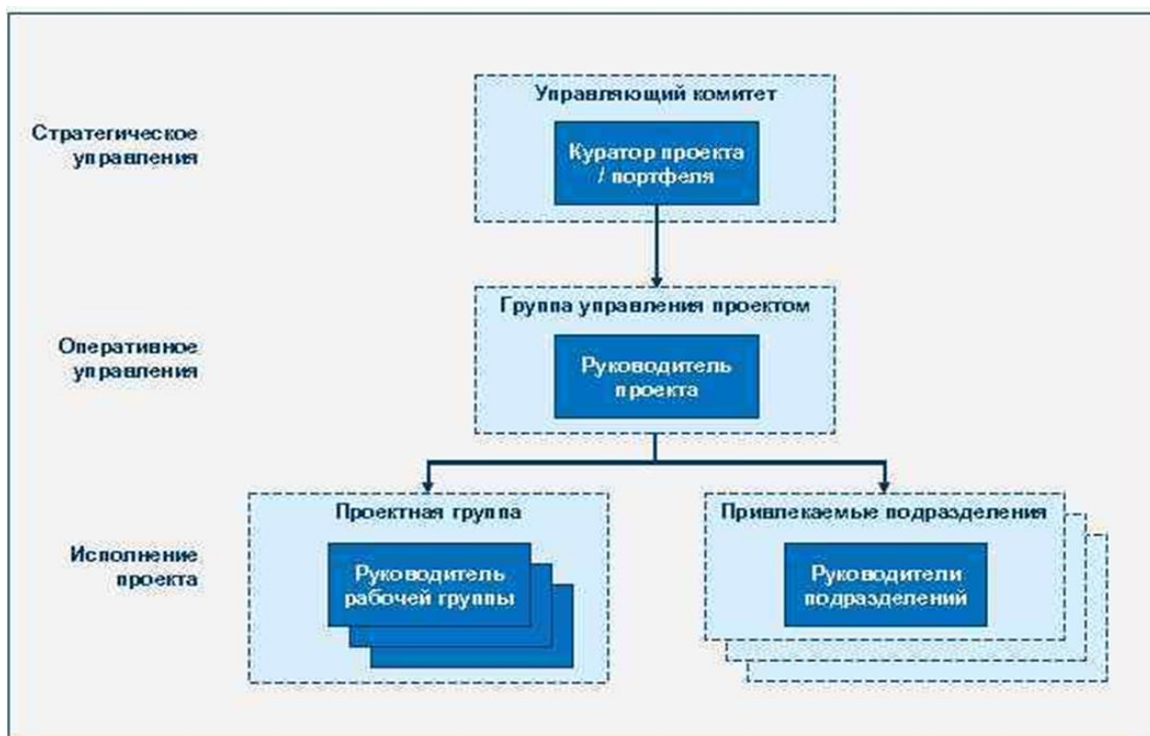 Управляющий комитет
Стратегическое
управления
Куратор проекта
/ портфеля
Группа управления проектом
Оперативное
управления
Руководитель
проекта
Проектная группа
Привлекаемые подразделения
Исполнение
проекта
Руководитель
рабочей группы
Руководители
подразделений